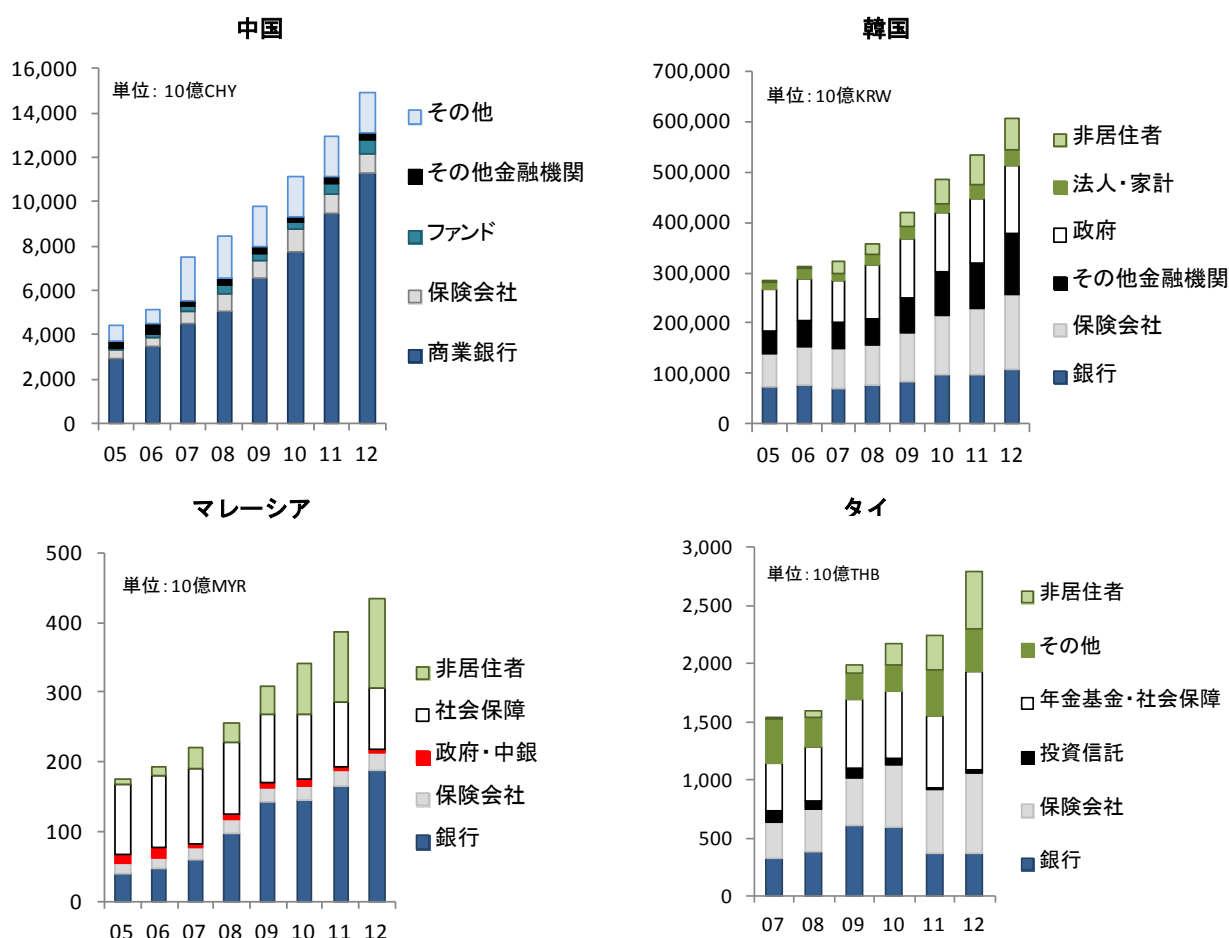 中国
16,000
14,000
12,000
10,000
8,000
6,000
4,000
2,000
0
単位：10億CHY
その他
その他金融機関
ファンド
保険会社
商業銀行
05 06 07 08 09 10 11 12
韓国
700,000
600,000
500,000
400,000
300,000
200,000
100,000
0
単位：10億KRW
非居住者
法人・家計
政府
その他金融機関
保険会社
銀行
05 06 07 08 09 10 11 12
マレーシア
500
400
300
200
100
0
単位：10億MYR
非居住者
社会保障
政府・中銀
保険会社
銀行
05 06 07 08 09 10 11 12
タイ
3,000
2,500
2,000
1,500
1,000
500
0
単位：10億THB
非居住者
その他
年金基金・社会保障
投資信託
保険会社
銀行
07 08 09 10 11 12